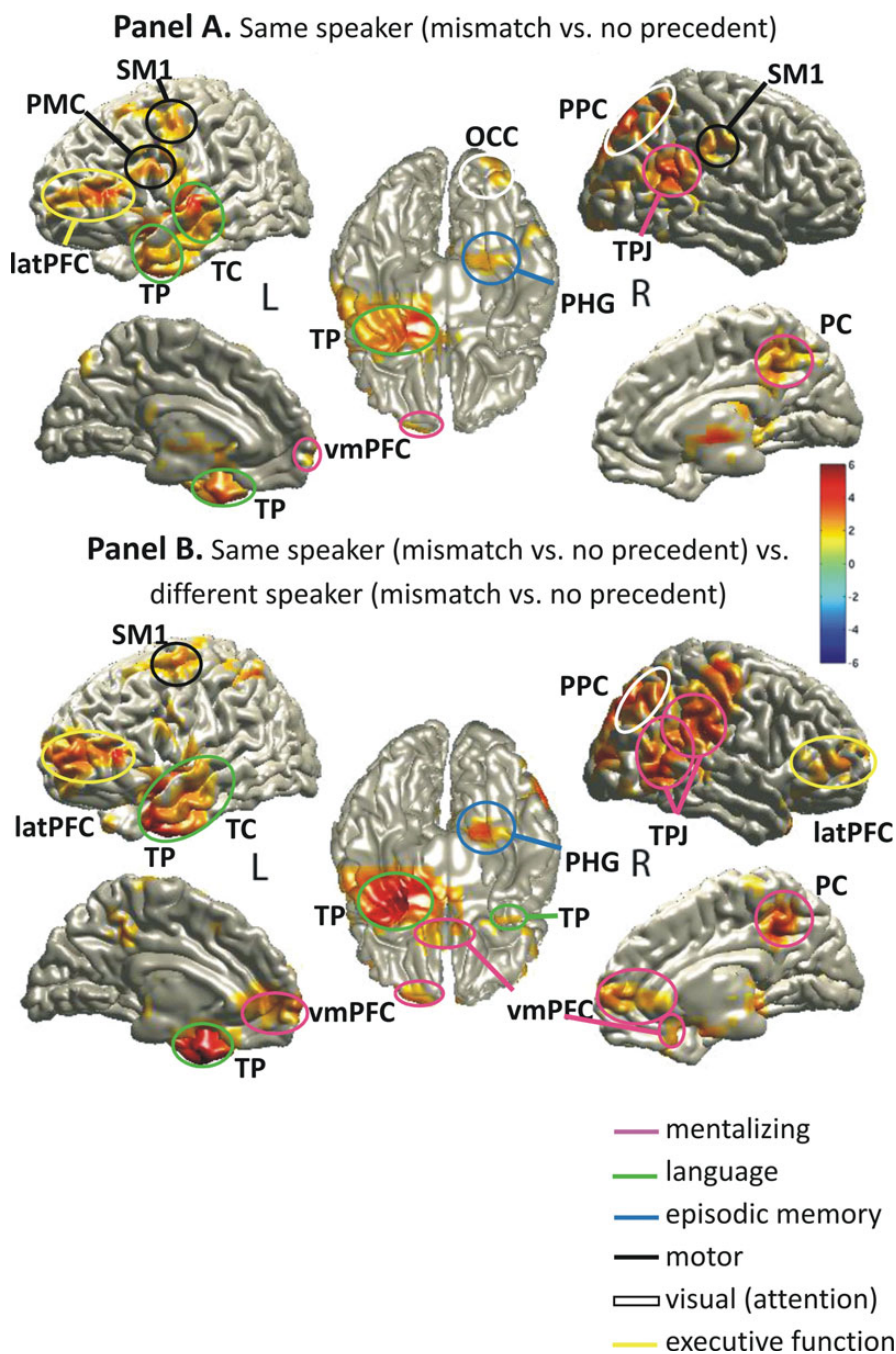 Panel A. Same speaker (mismatch vs. no precedent)
SM1
PMC
OCC
PPC
SM1
latPFC
TP
TC
L
TPJ
PHG
R
TP
PC
vmPFC
TP
6
4
2
0
-2
-4
-6
Panel B. Same speaker (mismatch vs. no precedent) vs.
different speaker (mismatch vs. no precedent)
SM1
PPC
latPFC
TC
TP
L
TPJ
latPFC
PHG
R
TP
TP
PC
vmPFC
vmPFC
TP
mentalizing
language
episodic memory
motor
visual (attention)
executive function